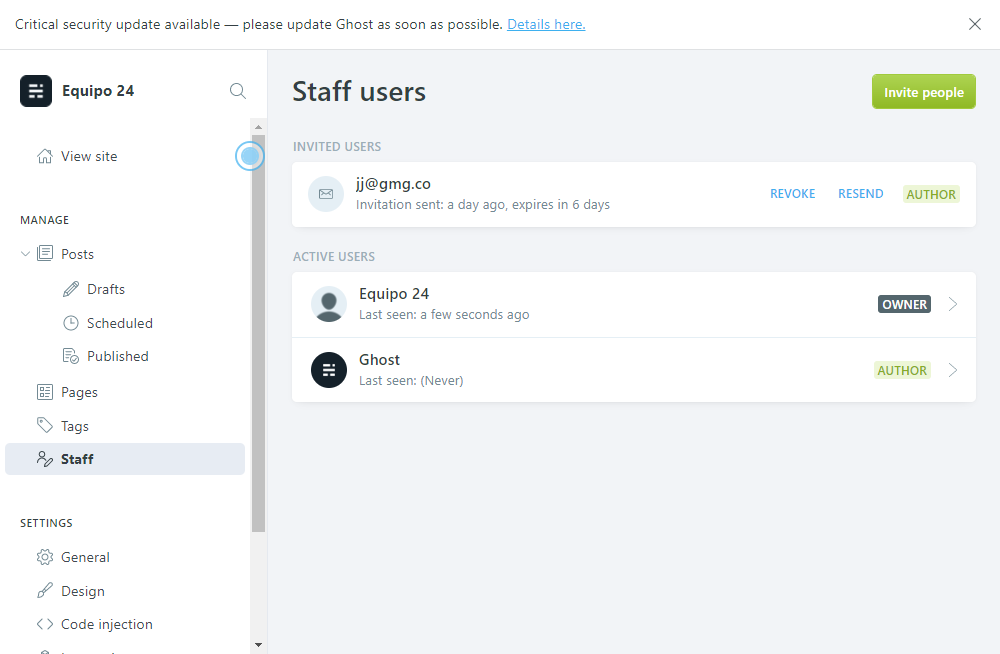 Critical security update available — please update Ghost as soon as possible. Details here.
Equipo 24
View site
MANAGE
Posts
Drafts
Scheduled
Published
Pages
Tags
Staff
SETTINGS
General
Design
Code injection
Staff users
Invite people
INVITED USERS
jj@gmg.co
Invitation sent: a day ago, expires in 6 days
REVOKE RESEND AUTHOR
ACTIVE USERS
Equipo 24
Last seen: a few seconds ago
OWNER
Ghost
Last seen: (Never)
AUTHOR